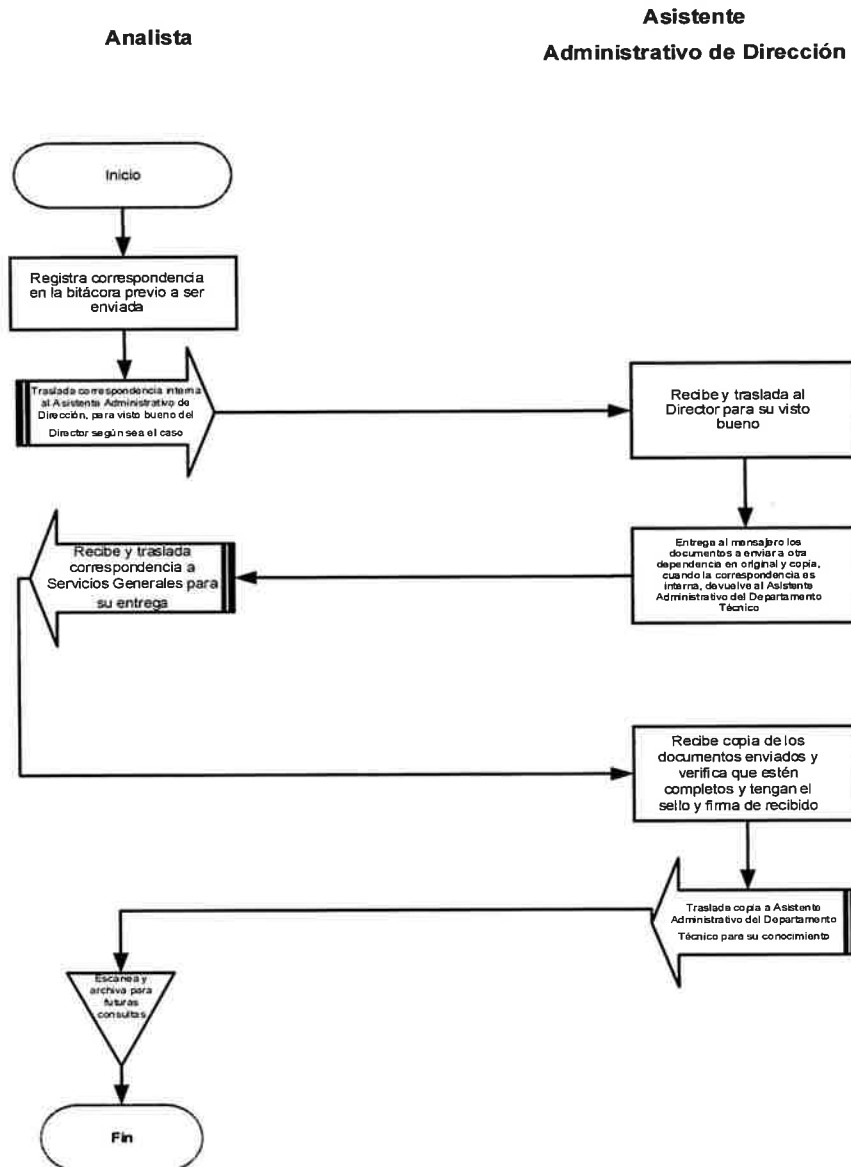 Analista
Asistente
Administrativo de Dirección
Inicio
Registra correspondencia
en la bitácora previo a ser
enviada
Traslada correspondencia interna
al Asistente Administrativo de
Dirección, para visto bueno del
Director según sea el caso
Recibe y traslada al
Director para su visto
bueno
Entrega al mensajero los
documentos a enviar a otra
dependencia en original y copia,
cuando la correspondencia es
interna, devuelve al Asistente
Administrativo del Departamento
Técnico
Recibe y traslada
correspondencia a
Servicios Generales para
su entrega
Recibe copia de los
documentos enviados y
verifica que estén
completos y tengan el
sello y firma de recibido
Traslada copia a Asistente
Administrativo del Departamento
Técnico para su conocimiento
Escanea y
archiva para
futuras
consultas
Fin